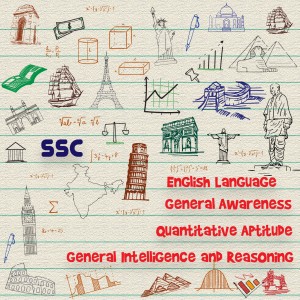 SSC
English Language
General Awareness
Quantitative Aptitude
General Intelligence and Reasoning